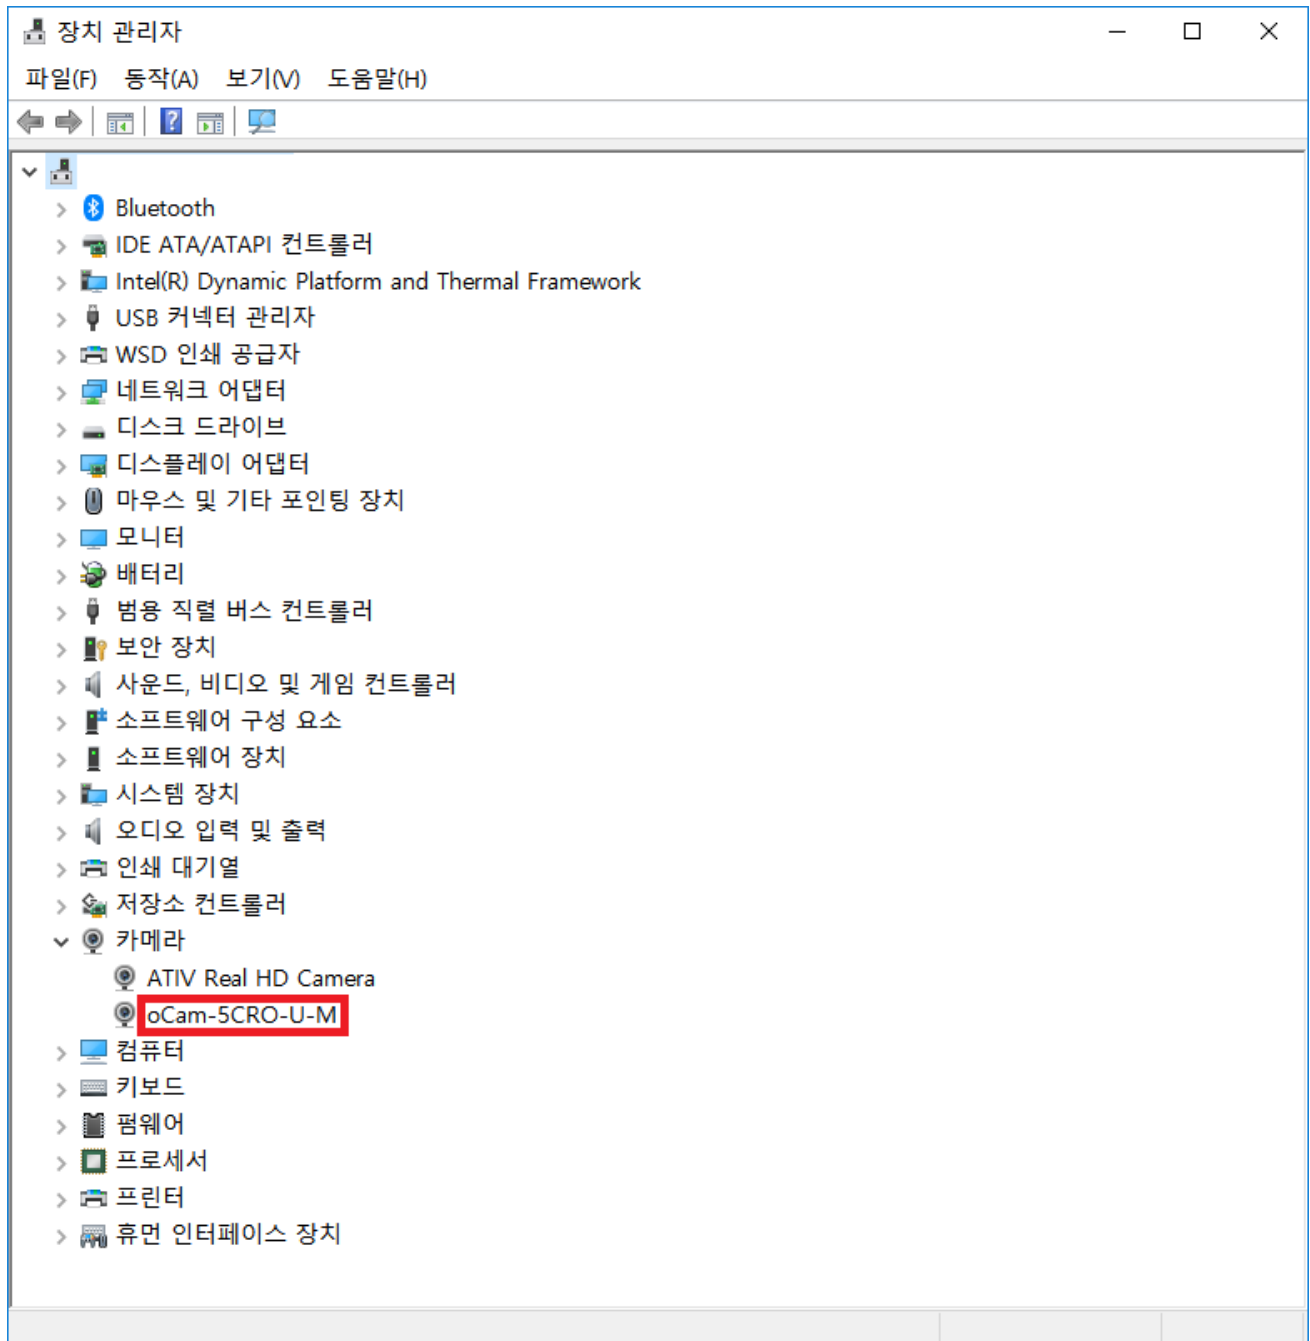 장치 관리자
파일(F) 동작(A) 보기(V) 도움말(H)
Bluetooth
IDE ATA/ATAPI 컨트롤러
Intel(R) Dynamic Platform and Thermal Framework
USB 커넥터 관리자
WSD 인쇄 공급자
네트워크 어댑터
디스크 드라이브
디스플레이 어댑터
마우스 및 기타 포인팅 장치
모니터
배터리
범용 직렬 버스 컨트롤러
보안 장치
사운드, 비디오 및 게임 컨트롤러
소프트웨어 구성 요소
소프트웨어 장치
시스템 장치
오디오 입력 및 출력
인쇄 대기열
저장소 컨트롤러
카메라
ATIV Real HD Camera
oCam-5CRO-U-M
컴퓨터
키보드
펌웨어
프로세서
프린터
휴먼 인터페이스 장치